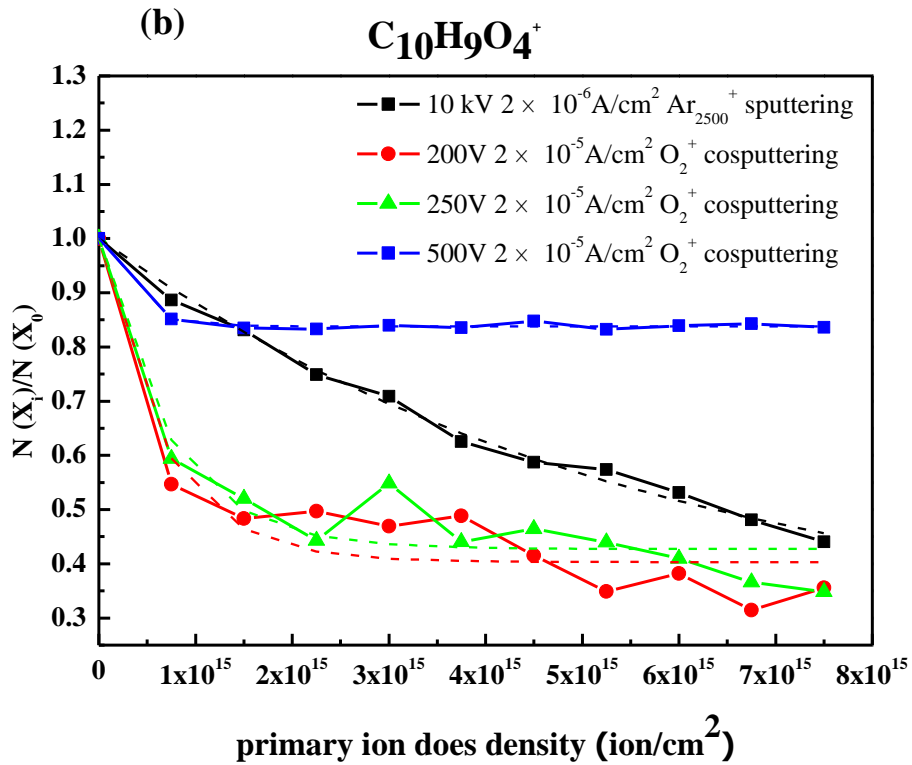 (b)
C₁₀H₉O₄⁺
10 kV 2 × 10⁻⁶A/cm² Ar₂₅₀₀⁺ sputtering
200V 2 × 10⁻⁵A/cm² O₂⁺ cosputtering
250V 2 × 10⁻⁵A/cm² O₂⁺ cosputtering
500V 2 × 10⁻⁵A/cm² O₂⁺ cosputtering
N (Xᵢ)/N (X₀)
1.3
1.2
1.1
1.0
0.9
0.8
0.7
0.6
0.5
0.4
0.3
0 1x10¹⁵ 2x10¹⁵ 3x10¹⁵ 4x10¹⁵ 5x10¹⁵ 6x10¹⁵ 7x10¹⁵ 8x10¹⁵
primary ion does density (ion/cm²)